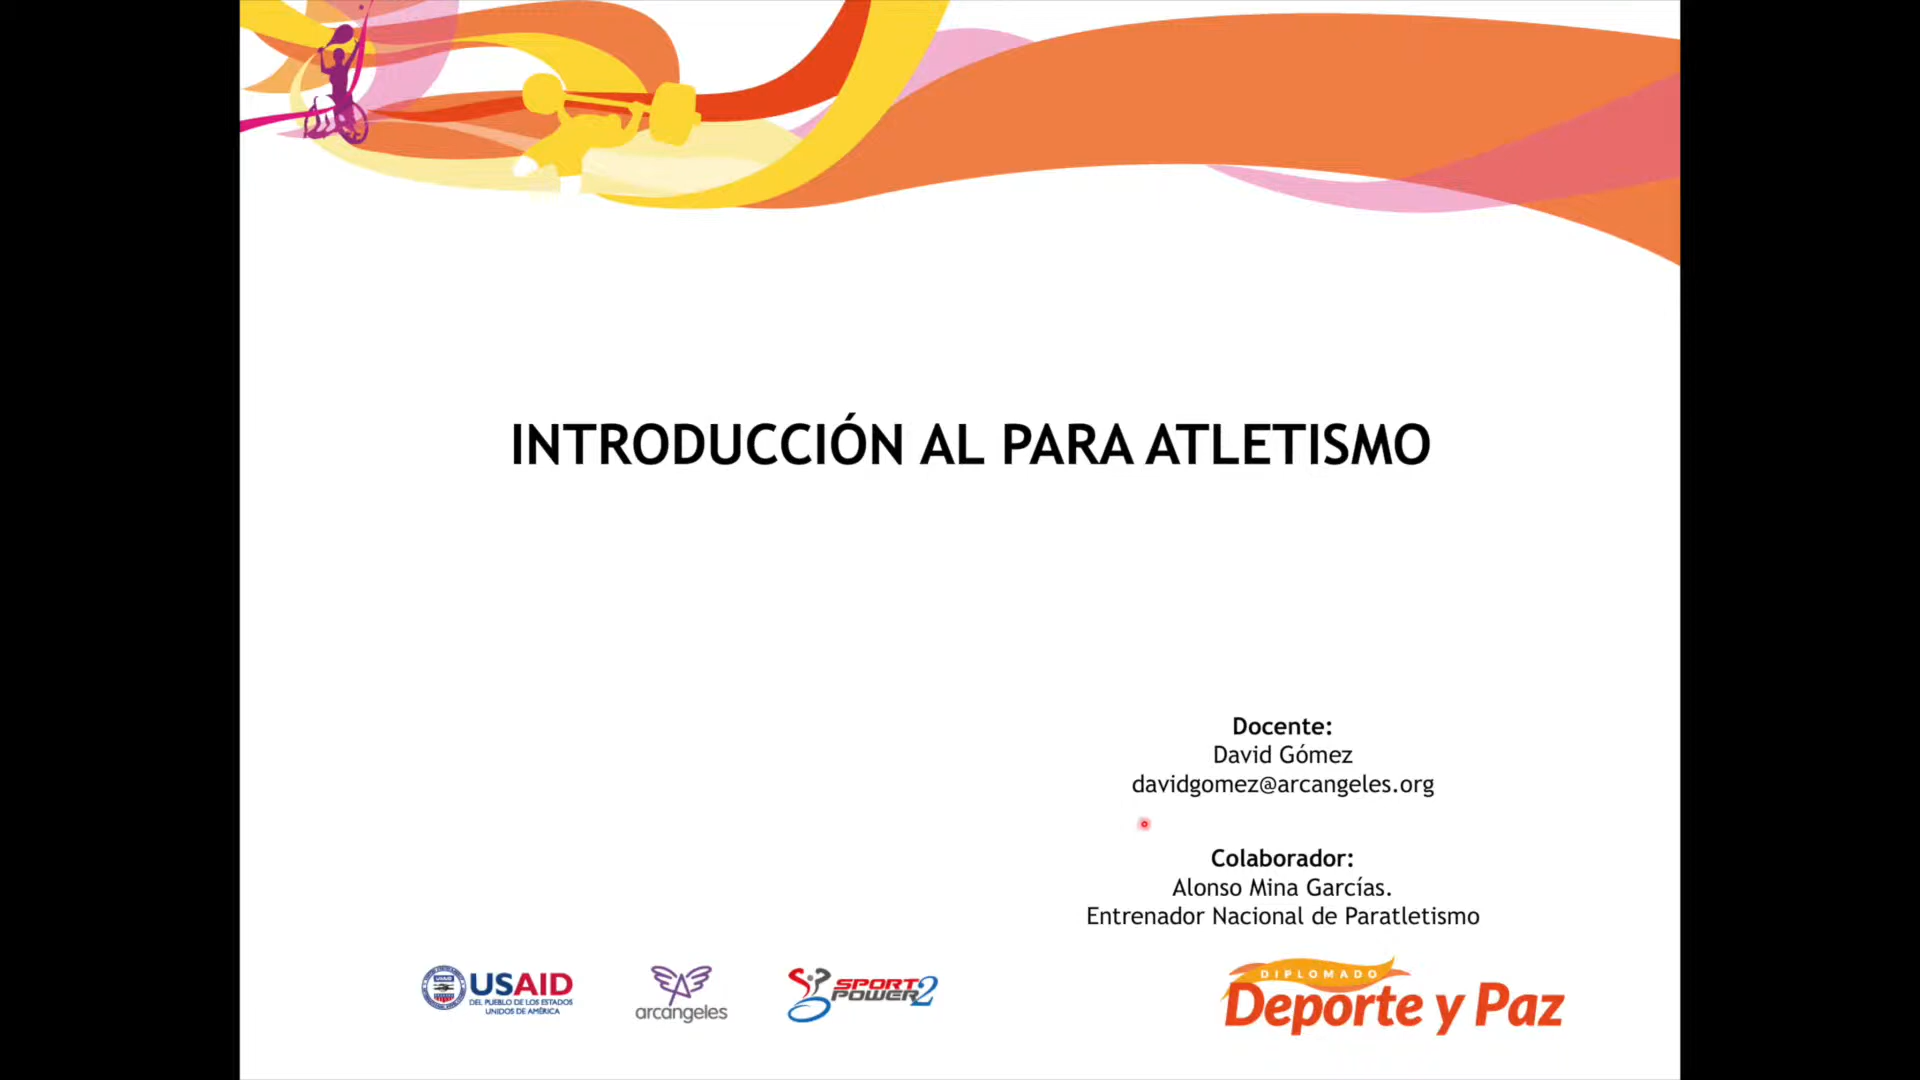 INTRODUCCIÓN AL PARA ATLETISMO
Docente:
David Gómez
davidgomez@arcangeles.org
Colaborador:
Alonso Mina Garcías.
Entrenador Nacional de Paratletismo
USAID
DEL PUEBLO DE LOS ESTADOS
UNIDOS DE AMÉRICA
arcángeles
SPORT
POWER2
DIPLOMADO
Deporte y Paz